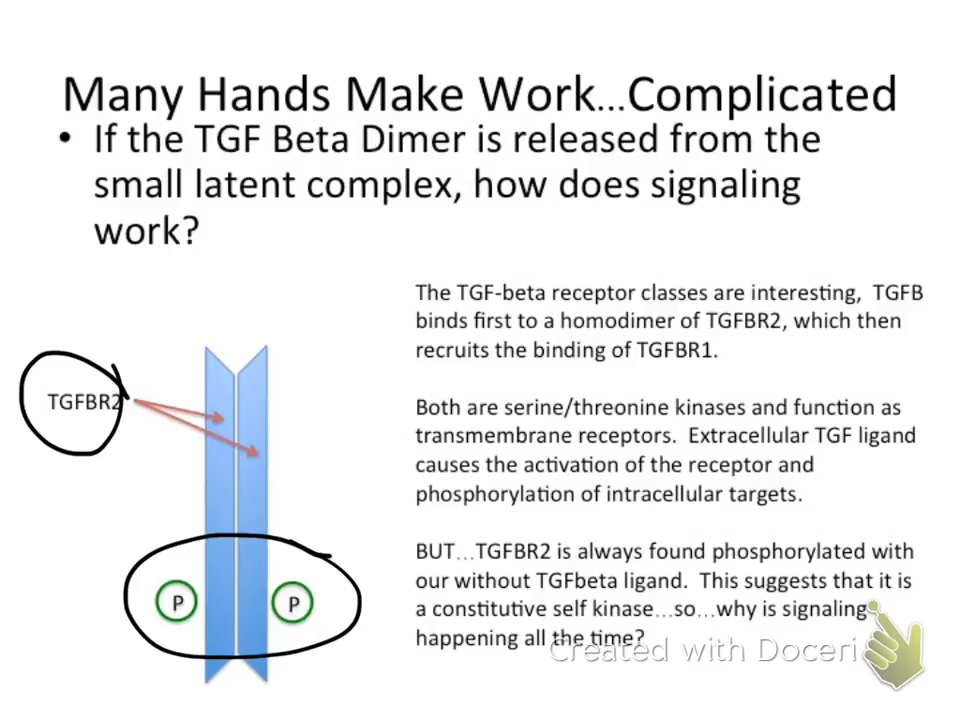 Many Hands Make Work...Complicated
• If the TGF Beta Dimer is released from the
small latent complex, how does signaling
work?
The TGF-beta receptor classes are interesting, TGFB
binds first to a homodimer of TGFBR2, which then
recruits the binding of TGFBR1.
Both are serine/threonine kinases and function as
transmembrane receptors. Extracellular TGF ligand
causes the activation of the receptor and
phosphorylation of intracellular targets.
BUT...TGFBR2 is always found phosphorylated with
our without TGFbeta ligand. This suggests that it is
a constitutive self kinase...so...why is signaling
happening all the time?
TGFBR2
P
P
Created with Doceri